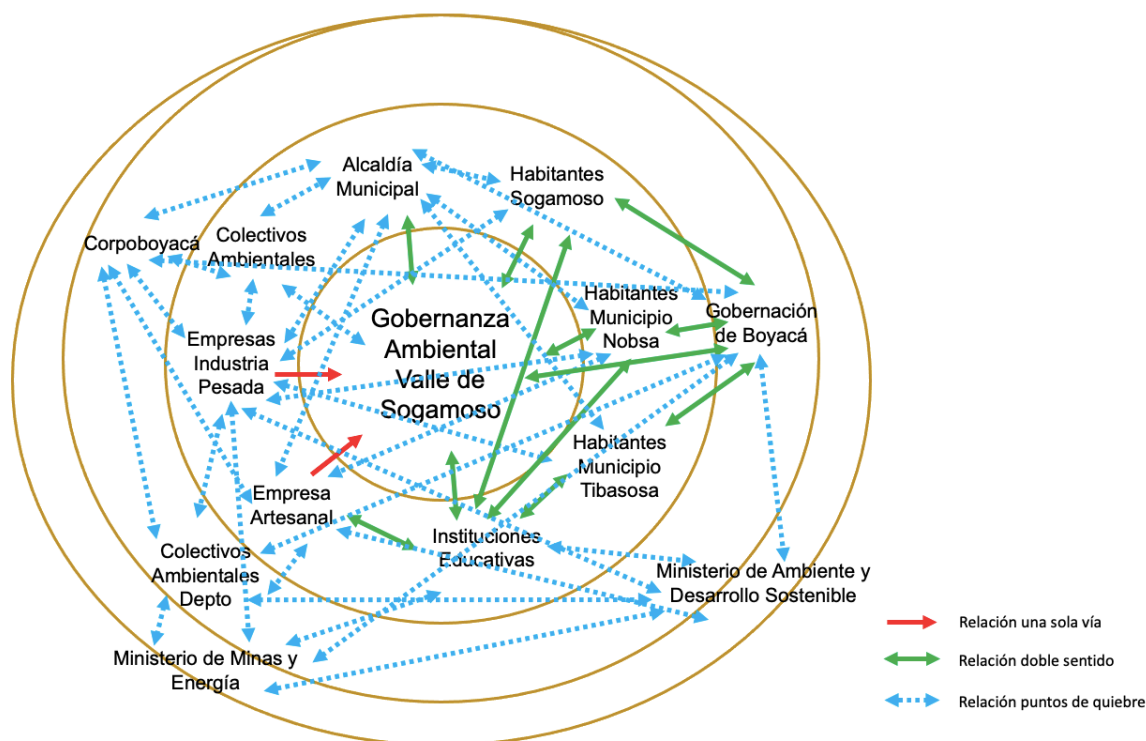 Alcaldía
Municipal
Habitantes
Sogamoso
Corpoboyacá
Colectivos
Ambientales
Habitantes
Municipio
Nobsa
Gobernación
de Boyacá
Gobernanza
Ambiental
Valle de
Sogamoso
Empresas
Industria
Pesada
Habitantes
Municipio
Tibasosa
Empresa
Artesanal
Instituciones
Educativas
Colectivos
Ambientales
Depto
Ministerio de Ambiente y
Desarrollo Sostenible
Ministerio de Minas y
Energía
Relación una sola vía
Relación doble sentido
Relación puntos de quiebre